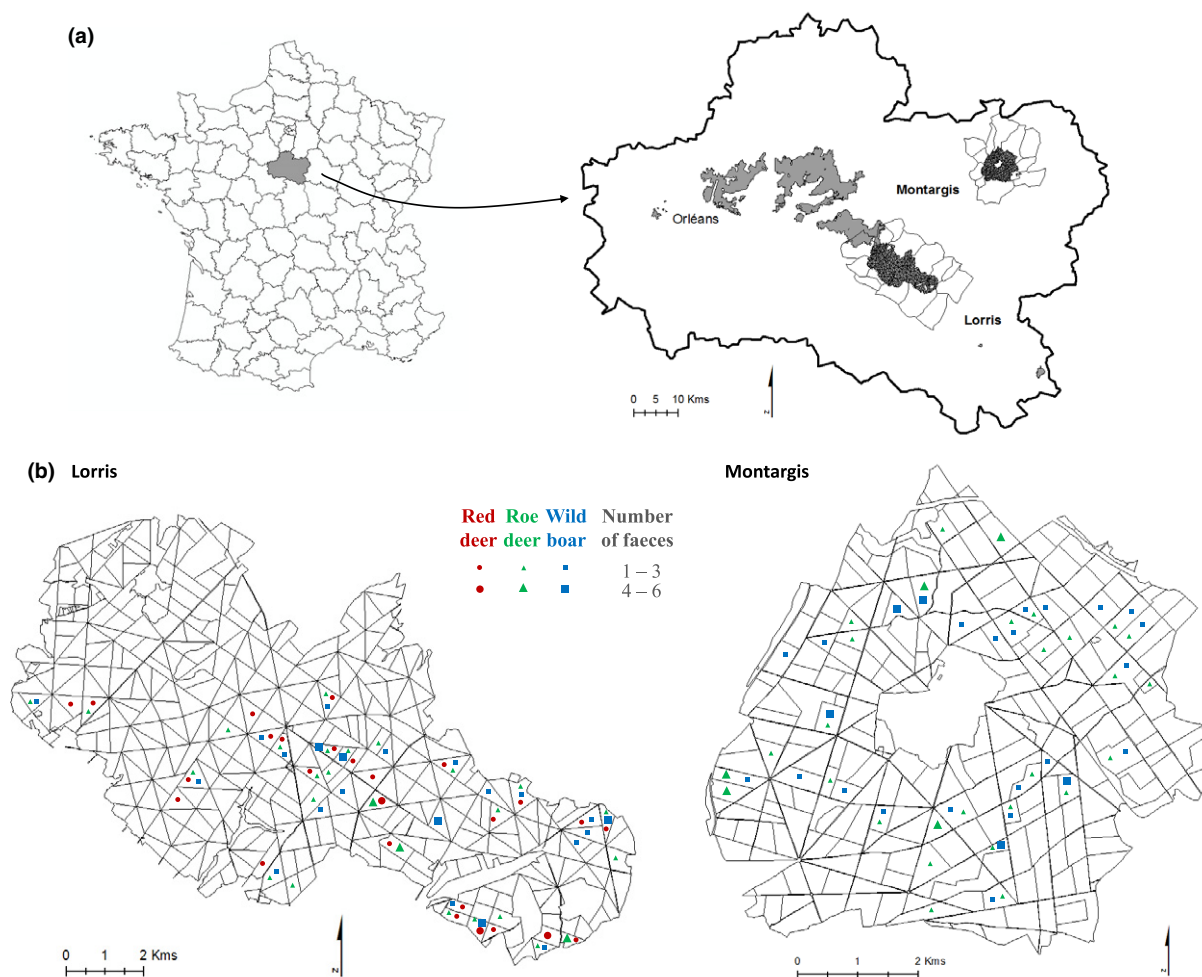 (a)
Montargis
Orléans
Lorris
0 5 10 Kms
z
(b) Lorris
Montargis
Red deer Roe deer Wild boar Number of faeces
1 – 3
4 – 6
0 1 2 Kms
z
0 1 2 Kms
z